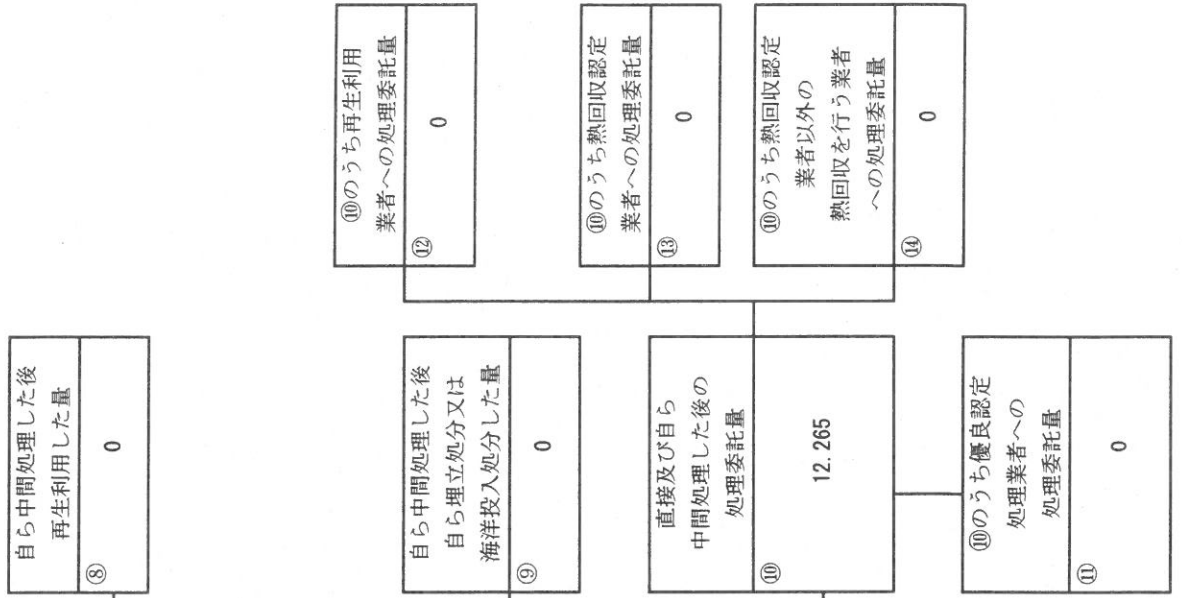 自ら中間処理した後
再生利用した量
⑧
0
自ら中間処理した後
自ら埋立処分又は
海洋投入処分した量
⑨
0
直接及び自ら
中間処理した後の
処理委託量
⑩
12.265
⑩のうち優良認定
処理業者への
処理委託量
⑪
0
⑩のうち再生利用
業者への処理委託量
⑫
0
⑩のうち熱回収認定
業者への処理委託量
⑬
0
⑩のうち熱回収認定
業者以外の
熱回収を行う業者
への処理委託量
⑭
0